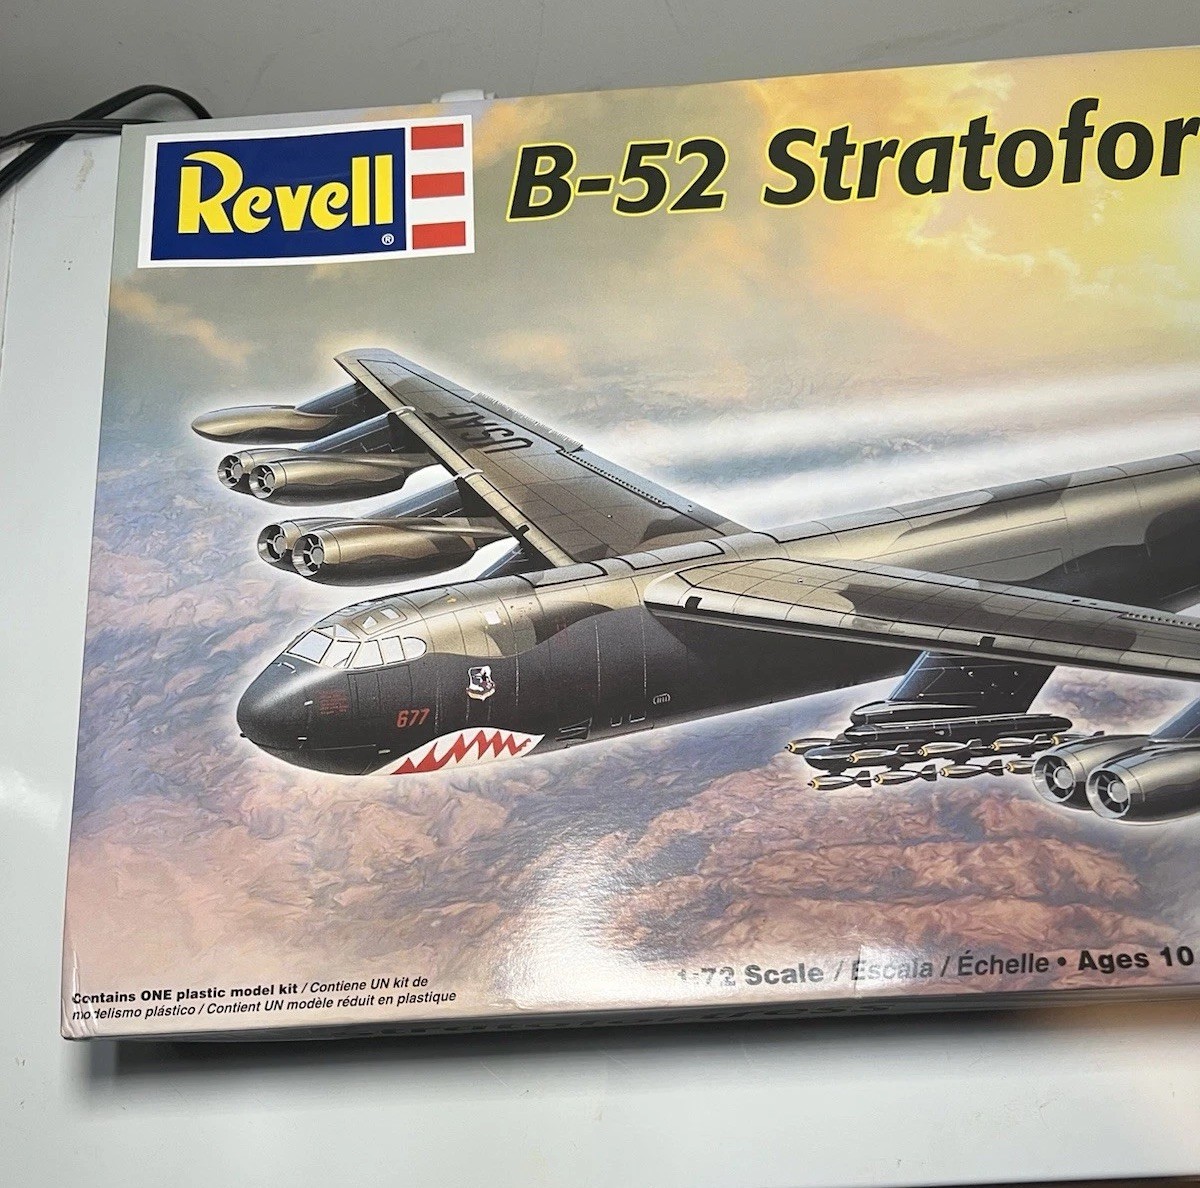 Revell
®
B-52 Stratofor
USAF
677
1:72 Scale / Escala / Échelle • Ages 10
Contains ONE plastic model kit / Contiene UN kit de
modelismo plástico / Contient UN modèle réduit en plastique